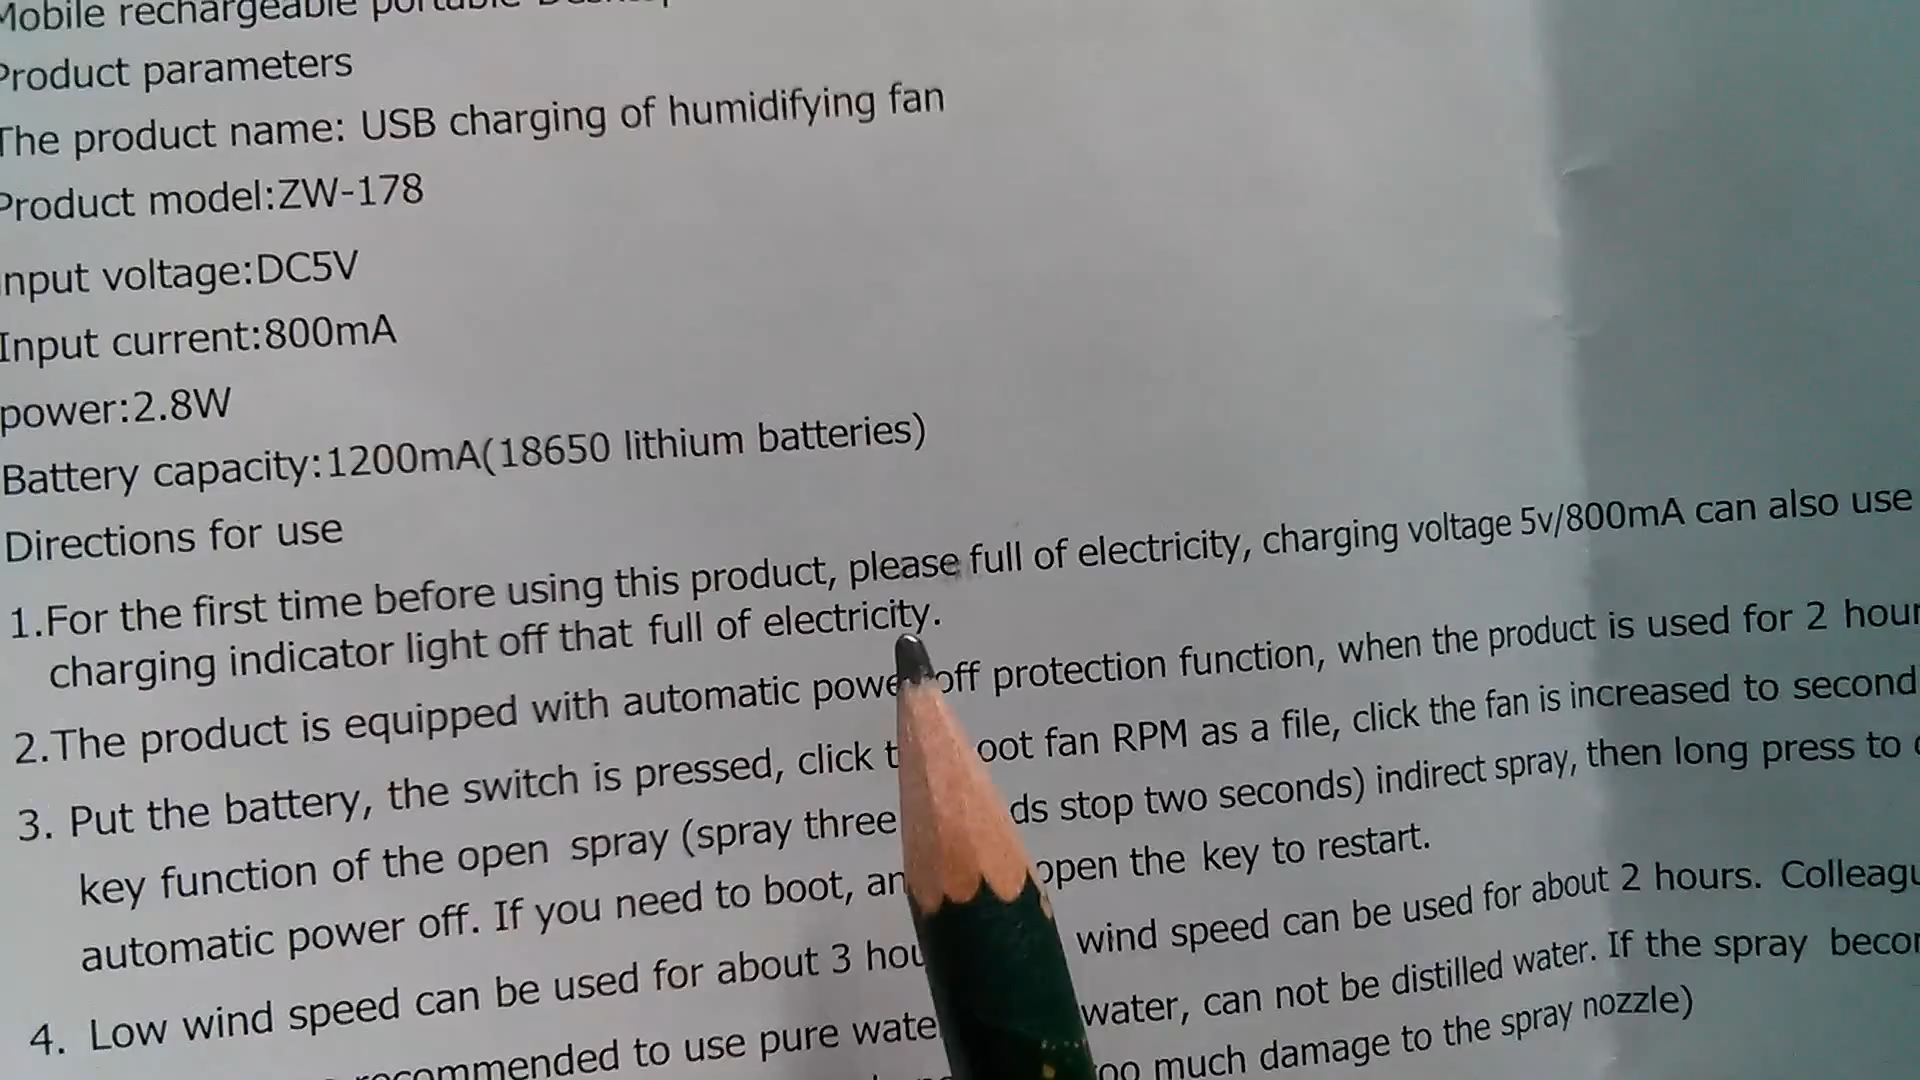 Mobile rechargeable portable
Product parameters
The product name: USB charging of humidifying fan
Product model:ZW-178
Input voltage:DC5V
Input current:800mA
power:2.8W
Battery capacity:1200mA(18650 lithium batteries)
Directions for use
1.For the first time before using this product, please full of electricity, charging voltage 5v/800mA can also use
charging indicator light off that full of electricity.
2.The product is equipped with automatic power off protection function, when the product is used for 2 hour
3. Put the battery, the switch is pressed, click oot fan RPM as a file, click the fan is increased to second
key function of the open spray (spray three ds stop two seconds) indirect spray, then long press to
automatic power off. If you need to boot, open the key to restart.
4. Low wind speed can be used for about 3 hou wind speed can be used for about 2 hours. Colleagu
recommended to use pure wate water, can not be distilled water. If the spray becom
oo much damage to the spray nozzle)